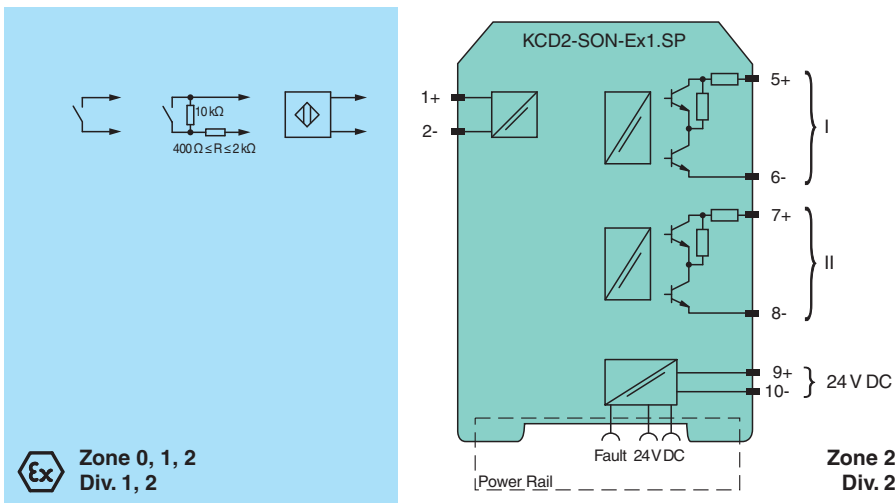 KCD2-SON-Ex1.SP
10 kΩ
400 Ω ≤ R ≤ 2 kΩ
1+
2-
5+
I
6-
7+
II
8-
9+
10-
24 V DC
Fault 24 V DC
Power Rail
Ex
Zone 0, 1, 2
Div. 1, 2
Zone 2
Div. 2